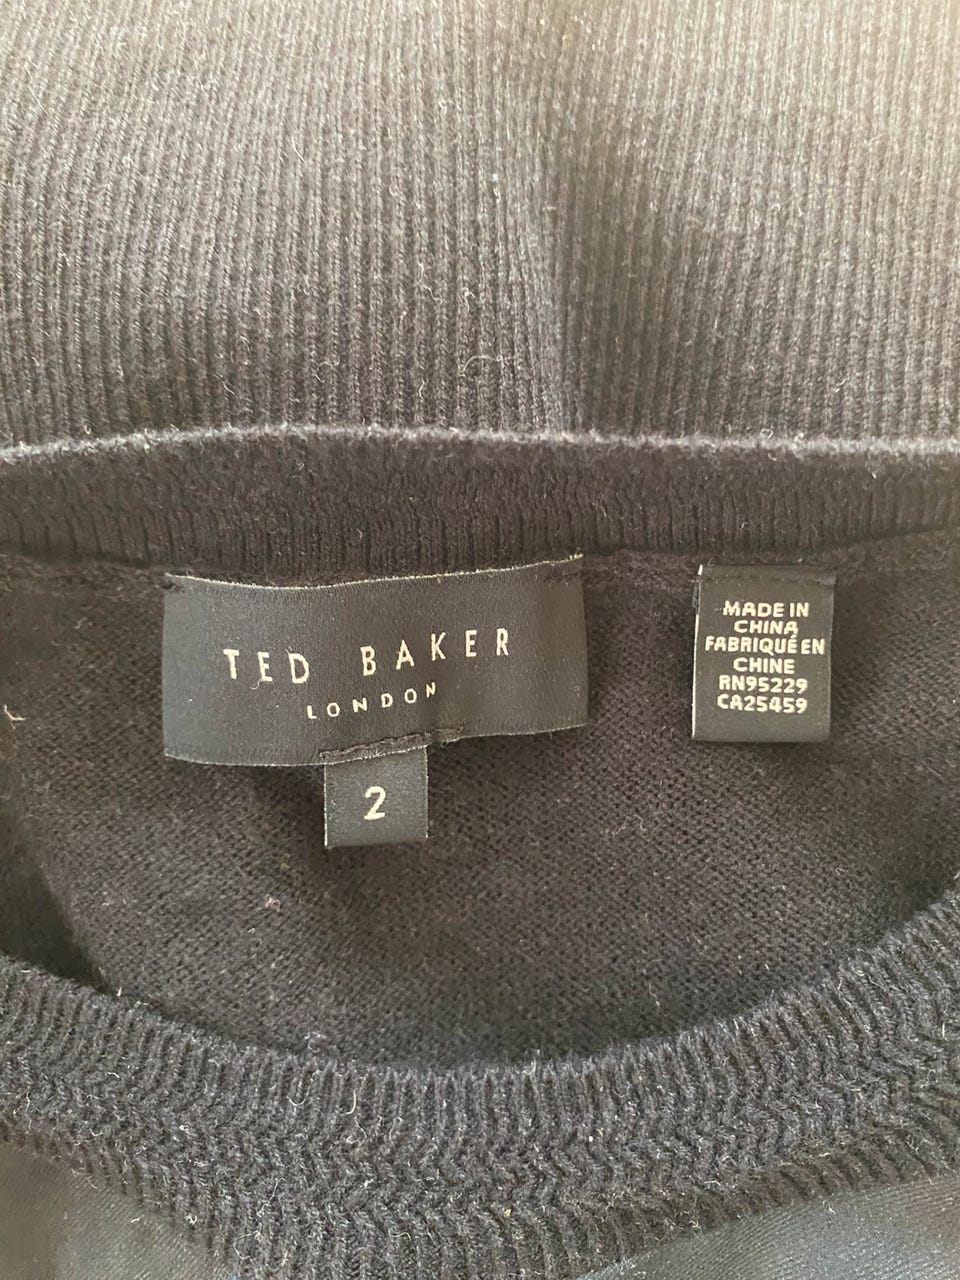 TED BAKER
LONDON
2
MADE IN
CHINA
FABRIQUÉ EN
CHINE
RN95229
CA25459